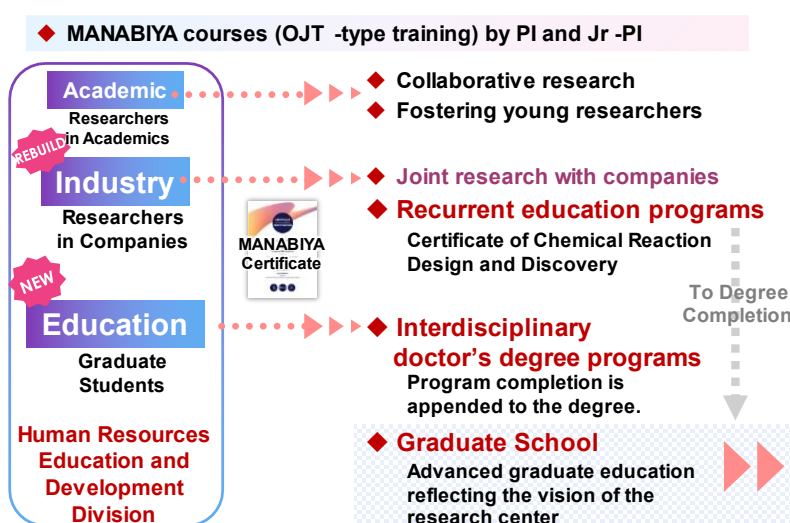 ◆ MANABIYA courses (OJT -type training) by PI and Jr -PI
Academic
Researchers
in Academics
REBUILD
Industry
Researchers
in Companies
NEW
Education
Graduate
Students
Human Resources
Education and
Development
Division
MANABIYA
Certificate
◆ Collaborative research
◆ Fostering young researchers
◆ Joint research with companies
◆ Recurrent education programs
Certificate of Chemical Reaction
Design and Discovery
To Degree
Completion
◆ Interdisciplinary
doctor's degree programs
Program completion is
appended to the degree.
◆ Graduate School
Advanced graduate education
reflecting the vision of the
research center